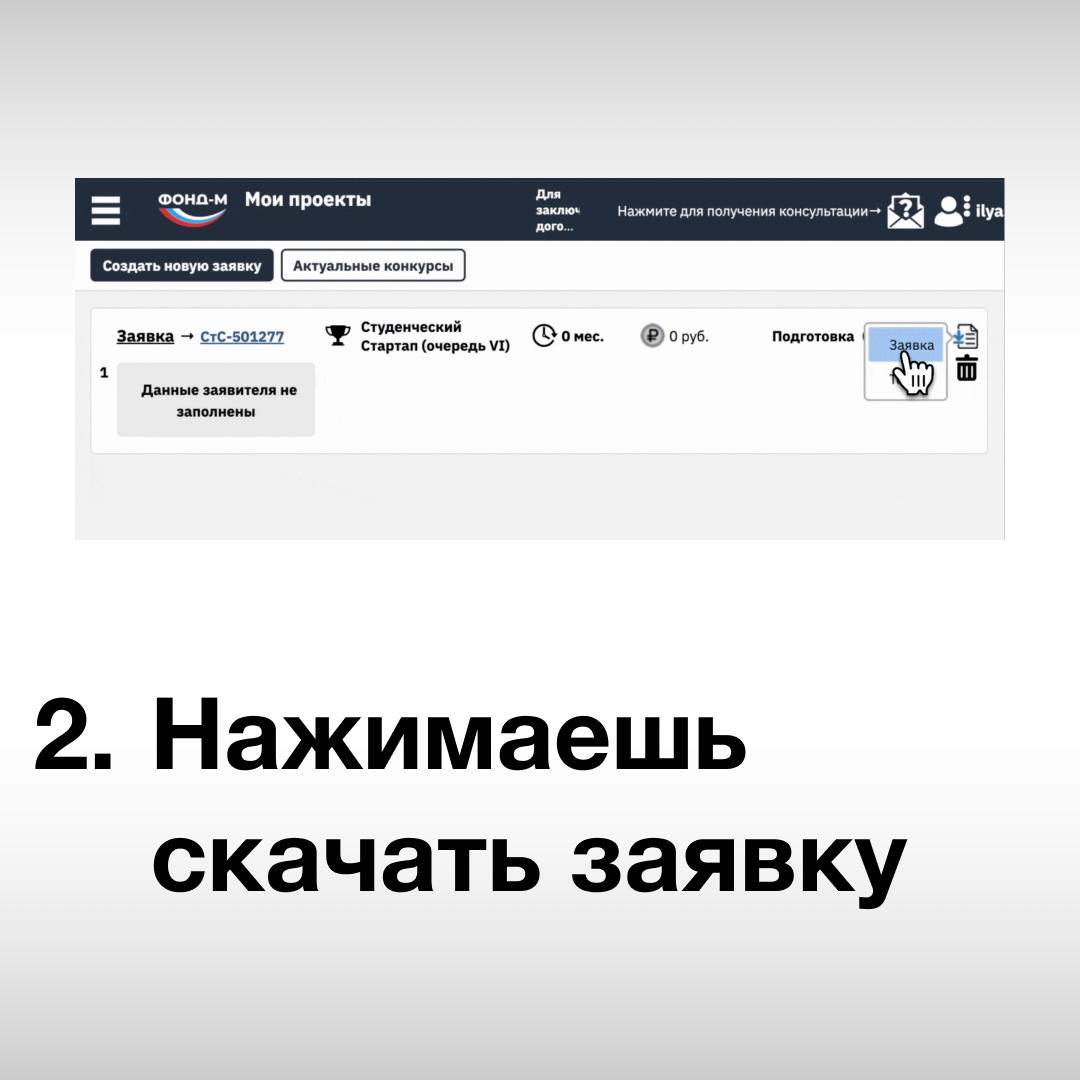 ФОНД-М
Мои проекты
Для
заключ
дого...
Нажмите для получения консультации→
?
ilya
Создать новую заявку
Актуальные конкурсы
1
Заявка → СтС-501277
Данные заявителя не
заполнены
Студенческий
Стартап (очередь VI)
0 мес.
₽ 0 руб.
Подготовка
Заявка
2. Нажимаешь
скачать заявку